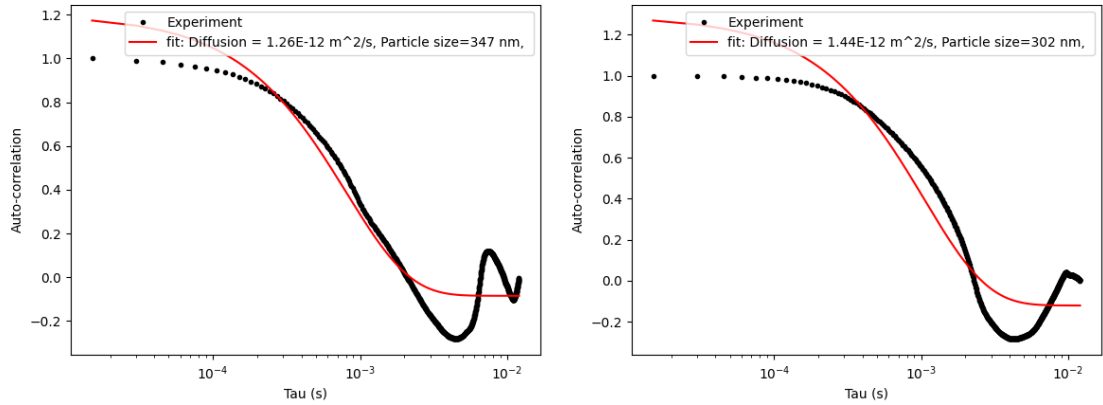 Experiment
fit: Diffusion = 1.26E-12 m^2/s, Particle size=347 nm,
1.2
1.0
0.8
0.6
0.4
0.2
0.0
−0.2
Auto-correlation
10⁻⁴
10⁻³
10⁻²
Tau (s)
Experiment
fit: Diffusion = 1.44E-12 m^2/s, Particle size=302 nm,
1.2
1.0
0.8
0.6
0.4
0.2
0.0
−0.2
Auto-correlation
10⁻⁴
10⁻³
10⁻²
Tau (s)